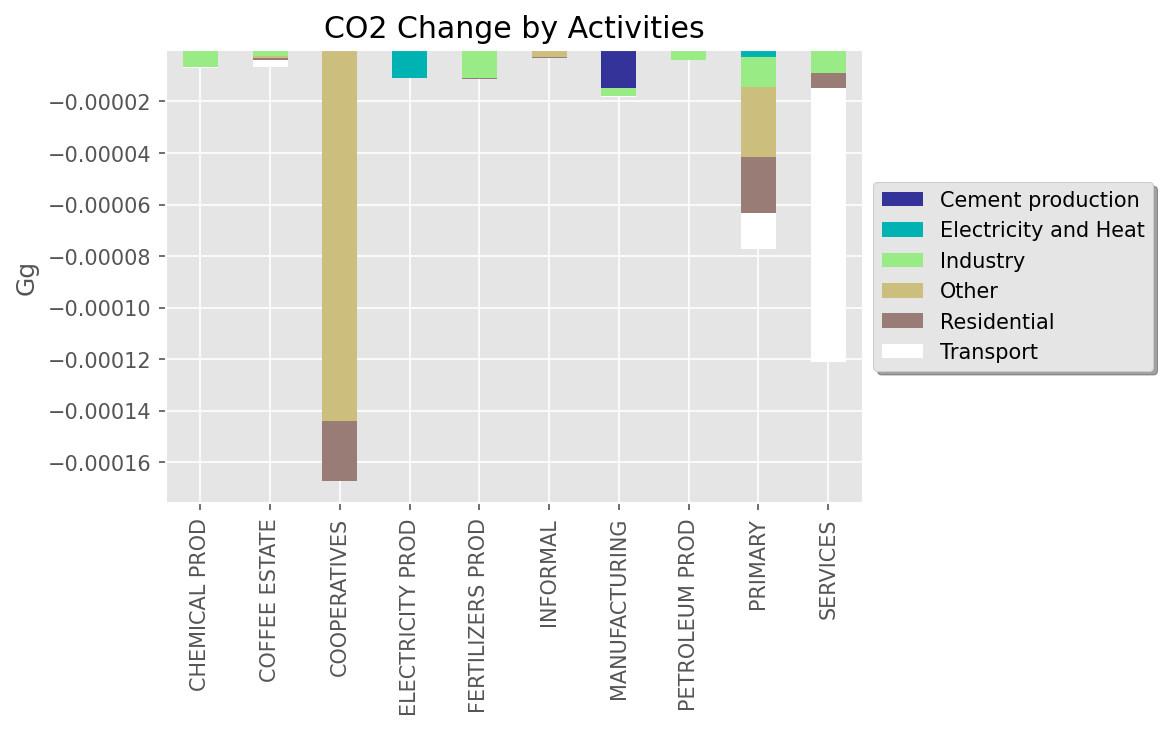 CO2 Change by Activities
Gg
−0.00002
−0.00004
−0.00006
−0.00008
−0.00010
−0.00012
−0.00014
−0.00016
CHEMICAL PROD
COFFEE ESTATE
COOPERATIVES
ELECTRICITY PROD
FERTILIZERS PROD
INFORMAL
MANUFACTURING
PETROLEUM PROD
PRIMARY
SERVICES
Cement production
Electricity and Heat
Industry
Other
Residential
Transport